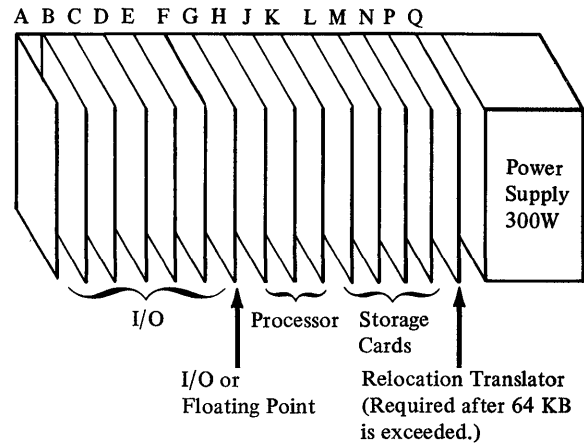 A B C D E F G H J K L M N P Q
Power
Supply
300W
I/O
Processor
Storage
Cards
I/O or
Floating Point
Relocation Translator
(Required after 64 KB
is exceeded.)